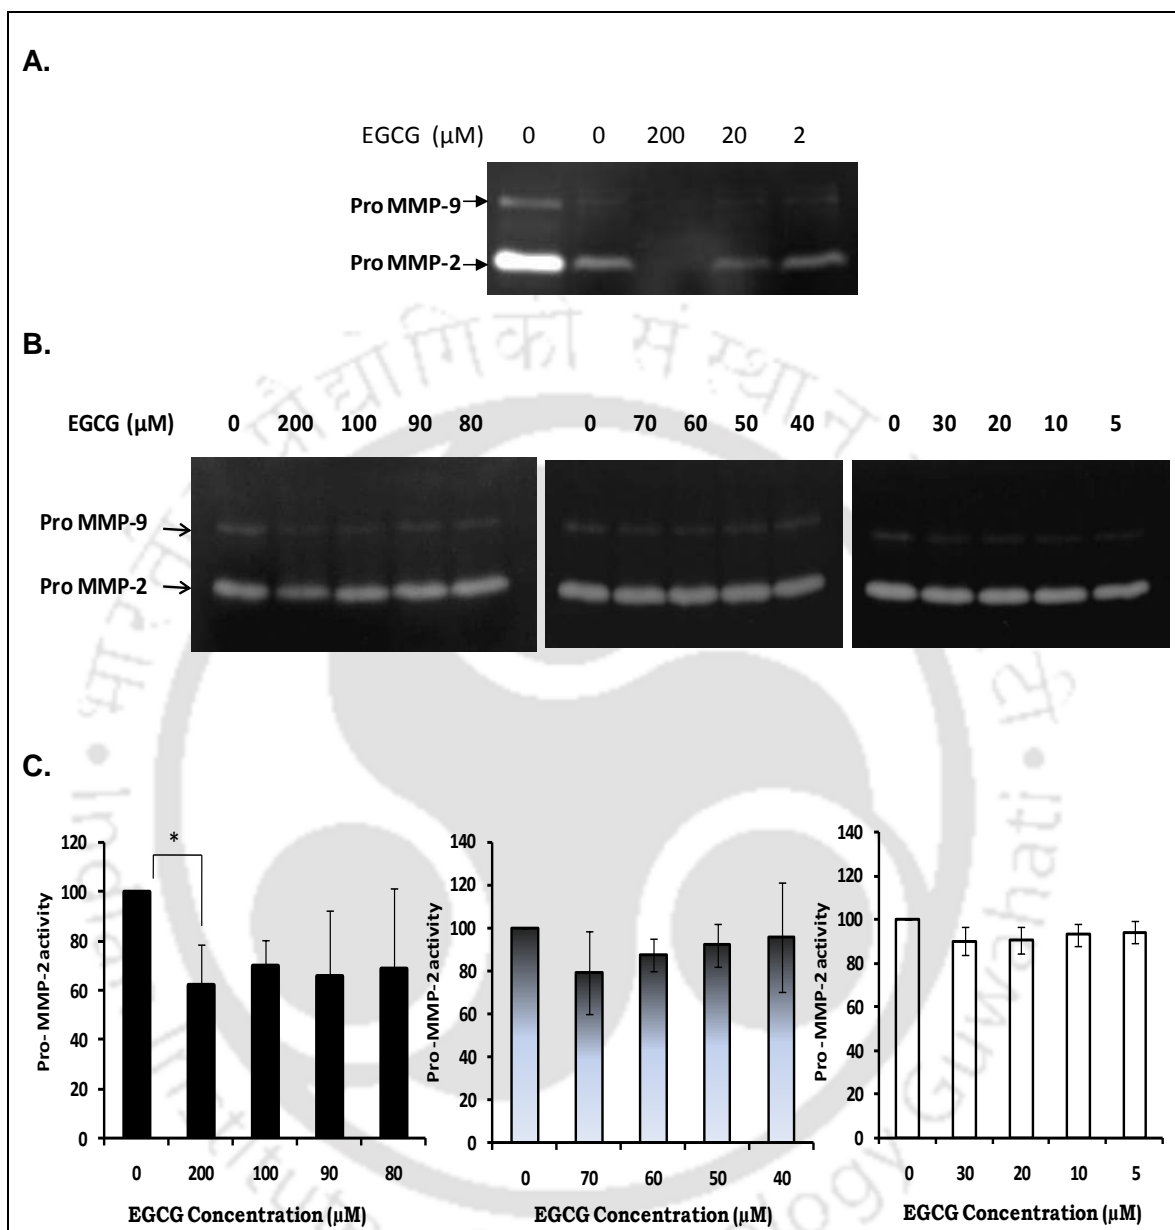 A.
EGCG (µM) 0 0 200 20 2
Pro MMP-9
Pro MMP-2
B.
EGCG (µM) 0 200 100 90 80 0 70 60 50 40 0 30 20 10 5
Pro MMP-9
Pro MMP-2
C.
120
100
80
60
40
20
0
Pro- MMP-2 activity
*
0 200 100 90 80
EGCG Concentration (µM)
140
120
100
80
60
40
20
0
Pro -MMP-2 activity
0 70 60 50 40
EGCG Concentration (µM)
140
120
100
80
60
40
20
0
Pro -MMP-2 activity
0 30 20 10 5
EGCG Concentration (µM)
Guwahati